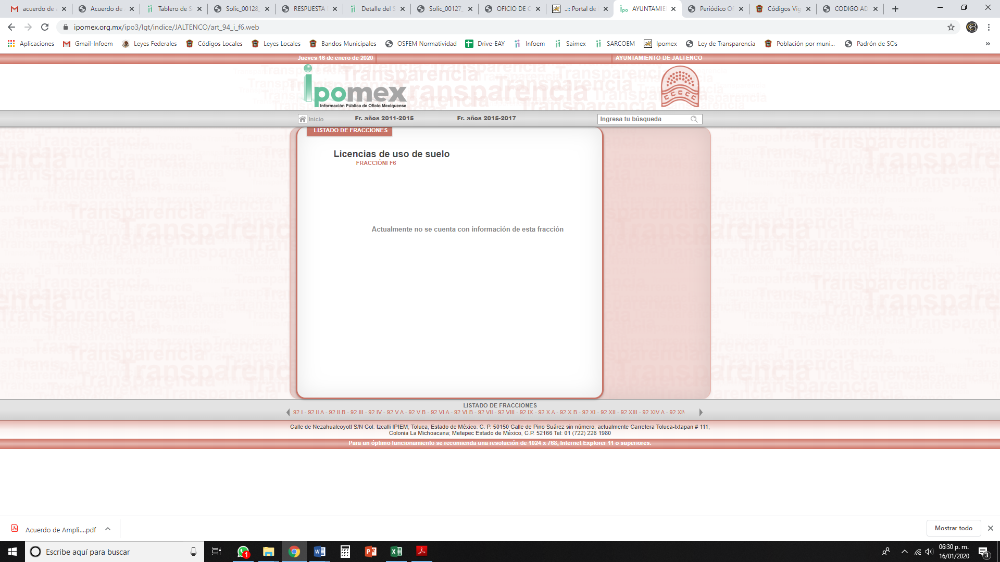 acuerdo de a
Acuerdo de
Tablero de S
Solic_00128_
RESPUESTA
Detalle del S
Solic_00127_
OFICIO DE C
..:: Portal de
AYUNTAMIE
Periódico Of
Códigos Vig
CODIGO AD
ipomex.org.mx/ipo3/lgt/indice/JALTENCO/art_94_i_f6.web
Aplicaciones
Gmail-Infoem
Leyes Federales
Códigos Locales
Leyes Locales
Bandos Municipales
OSFEM Normatividad
Drive-EAY
Infoem
Saimex
SARCOEM
Ipomex
Ley de Transparencia
Población por muni...
Padrón de SOs
»
Jueves 16 de enero de 2020
AYUNTAMIENTO DE JALTENCO
ipomex
Información Pública de Oficio Mexiquense
Transparencia
Inicio
Fr. años 2011-2015
Fr. años 2015-2017
Ingresa tu búsqueda
LISTADO DE FRACCIONES
Licencias de uso de suelo
FRACCIÓNI F6
Actualmente no se cuenta con información de esta fracción
LISTADO DE FRACCIONES
92 I - 92 II A - 92 II B - 92 III - 92 IV - 92 V A - 92 V B - 92 VI A - 92 VI B - 92 VII - 92 VIII - 92 IX - 92 X A - 92 X B - 92 XI - 92 XII - 92 XIII - 92 XIV A - 92 XIV
Calle de Nezahualcoyotl S/N Col. Izcalli IPIEM, Toluca, Estado de México. C. P. 50150 Calle de Pino Suárez sin número, actualmente Carretera Toluca-Ixtapan # 111,
Colonia La Michoacana; Metepec Estado de México, C.P. 52166 Tel: 01 (722) 226 1980
Para un óptimo funcionamiento se recomienda una resolución de 1024 x 768, Internet Explorer 11 o superiores.
Acuerdo de Ampli....pdf
Mostrar todo
Escribe aquí para buscar
1
06:30 p. m.
16/01/2020
3